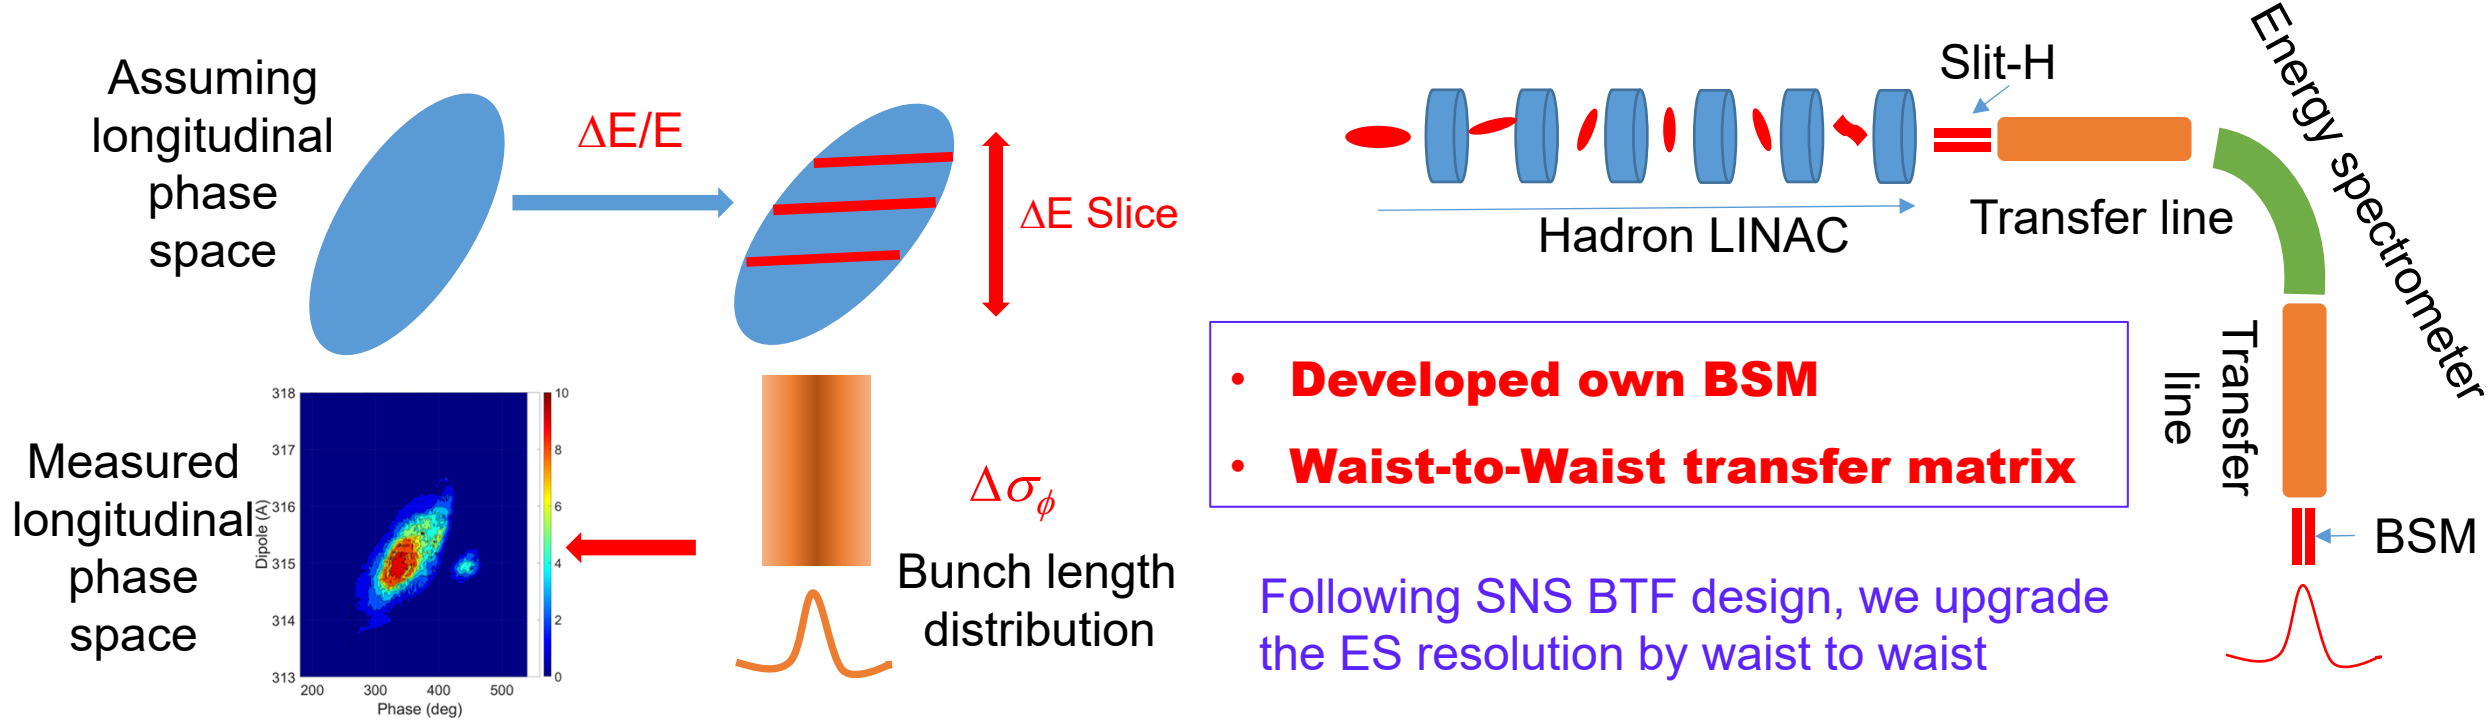 Assuming
longitudinal
phase
space
ΔE/E
ΔE Slice
Measured
longitudinal
phase
space
318
317
316
315
314
313
Dipole (A)
200 300 400 500
Phase (deg)
10
8
6
4
2
0
Δσϕ
Bunch length
distribution
Hadron LINAC
Slit-H
Transfer line
Energy spectrometer
Transfer
line
BSM
• Developed own BSM
• Waist-to-Waist transfer matrix
Following SNS BTF design, we upgrade
the ES resolution by waist to waist